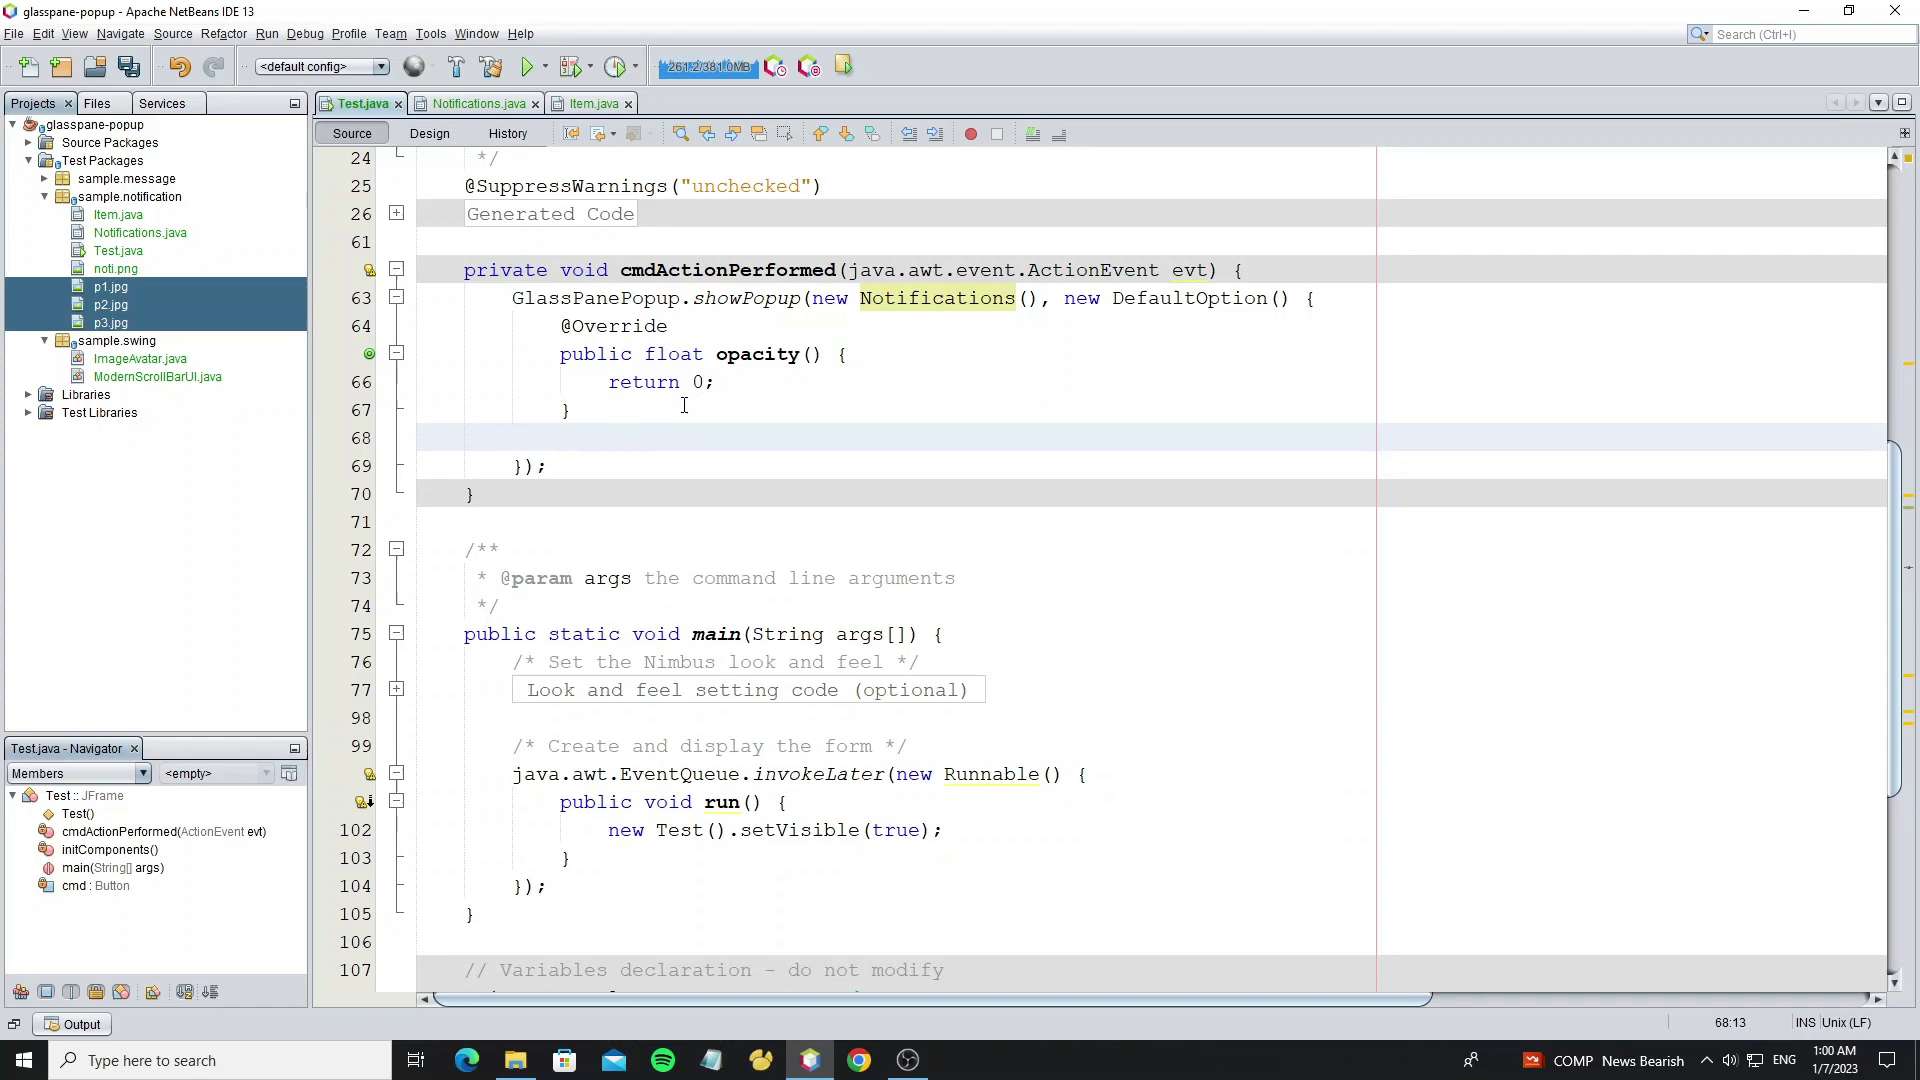 glasspane-popup - Apache NetBeans IDE 13
File Edit View Navigate Source Refactor Run Debug Profile Team Tools Window Help
Search (Ctrl+I)
<default config>
261.2/381.0MB
Projects Files Services
Test.java Notifications.java Item.java
Source Design History
glasspane-popup
Source Packages
Test Packages
sample.message
sample.notification
Item.java
Notifications.java
Test.java
noti.png
p1.jpg
p2.jpg
p3.jpg
sample.swing
ImageAvatar.java
ModernScrollBarUI.java
Libraries
Test Libraries
24 */
25 @SuppressWarnings("unchecked")
26 Generated Code
61
private void cmdActionPerformed(java.awt.event.ActionEvent evt) {
63 GlassPanePopup.showPopup(new Notifications(), new DefaultOption() {
64 @Override
public float opacity() {
66 return 0;
67 }
68
69 });
70 }
71
72 /**
73 * @param args the command line arguments
74 */
75 public static void main(String args[]) {
76 /* Set the Nimbus look and feel */
77 Look and feel setting code (optional)
98
99 /* Create and display the form */
java.awt.EventQueue.invokeLater(new Runnable() {
public void run() {
102 new Test().setVisible(true);
103 }
104 });
105 }
106
107 // Variables declaration - do not modify
Test.java - Navigator
Members <empty>
Test :: JFrame
Test()
cmdActionPerformed(ActionEvent evt)
initComponents()
main(String[] args)
cmd : Button
Output
68:13 INS Unix (LF)
Type here to search
COMP News Bearish
ENG
1:00 AM
1/7/2023